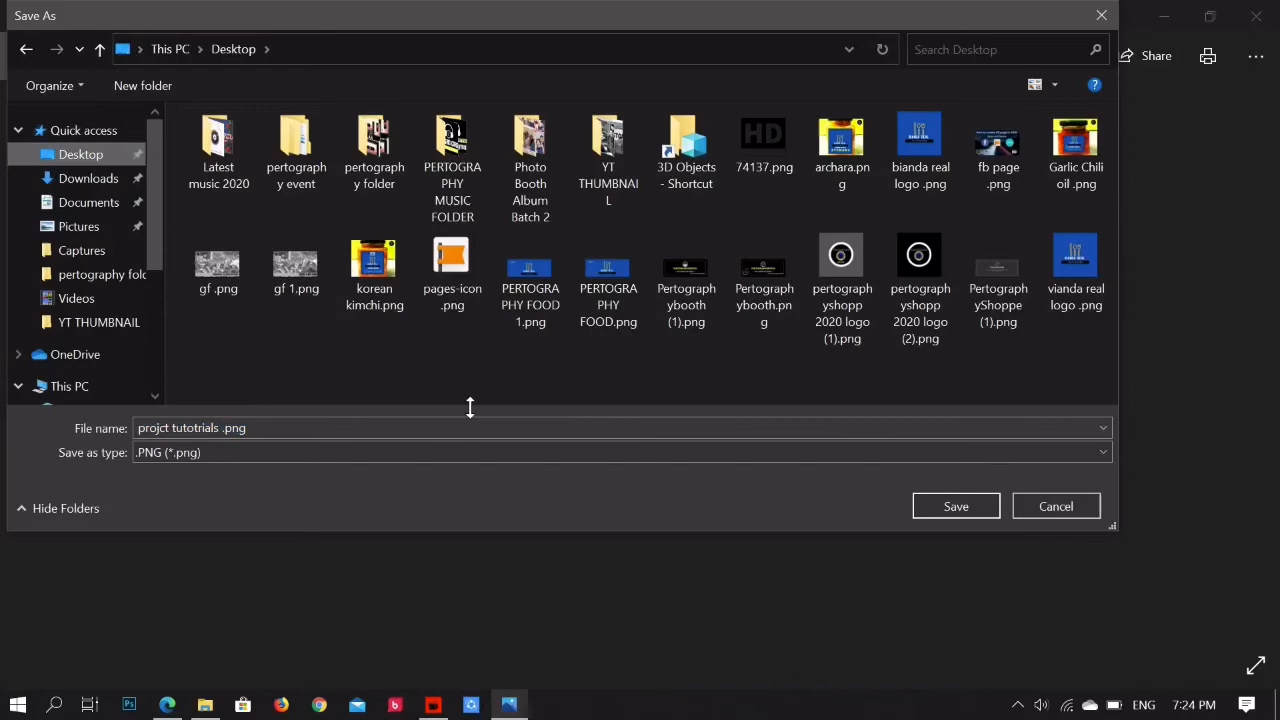 Save As
This PC
Desktop
Search Desktop
Share
Organize
New folder
Quick access
Desktop
Downloads
Documents
Pictures
Captures
pertography folc
Videos
YT THUMBNAIL
OneDrive
This PC
Latest
music 2020
pertograph
y event
pertograph
y folder
PERTOGRA
PHY
MUSIC
FOLDER
Photo
Booth
Album
Batch 2
YT
THUMBNAI
L
3D Objects
- Shortcut
HD
74137.png
archara.pn
g
bianda real
logo .png
fb page
.png
Garlic Chili
oil .png
gf .png
gf 1.png
korean
kimchi.png
pages-icon
.png
PERTOGRA
PHY FOOD
1.png
PERTOGRA
PHY
FOOD.png
Pertograph
ybooth
(1).png
Pertograph
ybooth.pn
g
pertograph
yshopp
2020 logo
(1).png
pertograph
yshopp
2020 logo
(2).png
Pertograph
yShoppe
(1).png
vianda real
logo .png
File name:
projct tutotrials .png
Save as type:
.PNG (*.png)
Hide Folders
Save
Cancel
Ps
ENG
7:24 PM